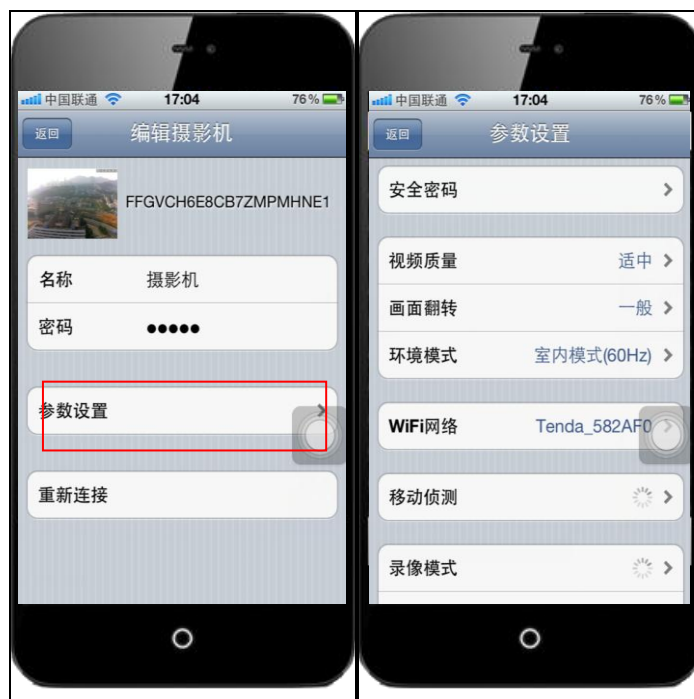 中国联通 17:04 76%
返回 编辑摄影机
FFGVCH6E8CB7ZMPMHNE1
名称 摄影机
密码 ●●●●●
参数设置
重新连接
中国联通 17:04 76%
返回 参数设置
安全密码
视频质量 适中
画面翻转 一般
环境模式 室内模式(60Hz)
WiFi网络 Tenda_582AF0
移动侦测
录像模式